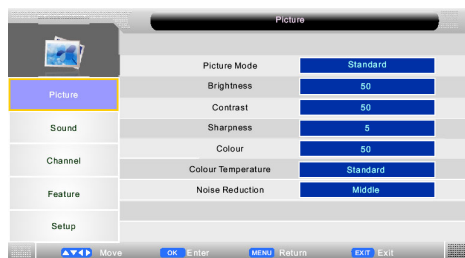 Picture
Picture
Sound
Channel
Feature
Setup
Picture Mode Standard
Brightness 50
Contrast 50
Sharpness 5
Colour 50
Colour Temperature Standard
Noise Reduction Middle
Move OK Enter MENU Return EXIT Exit